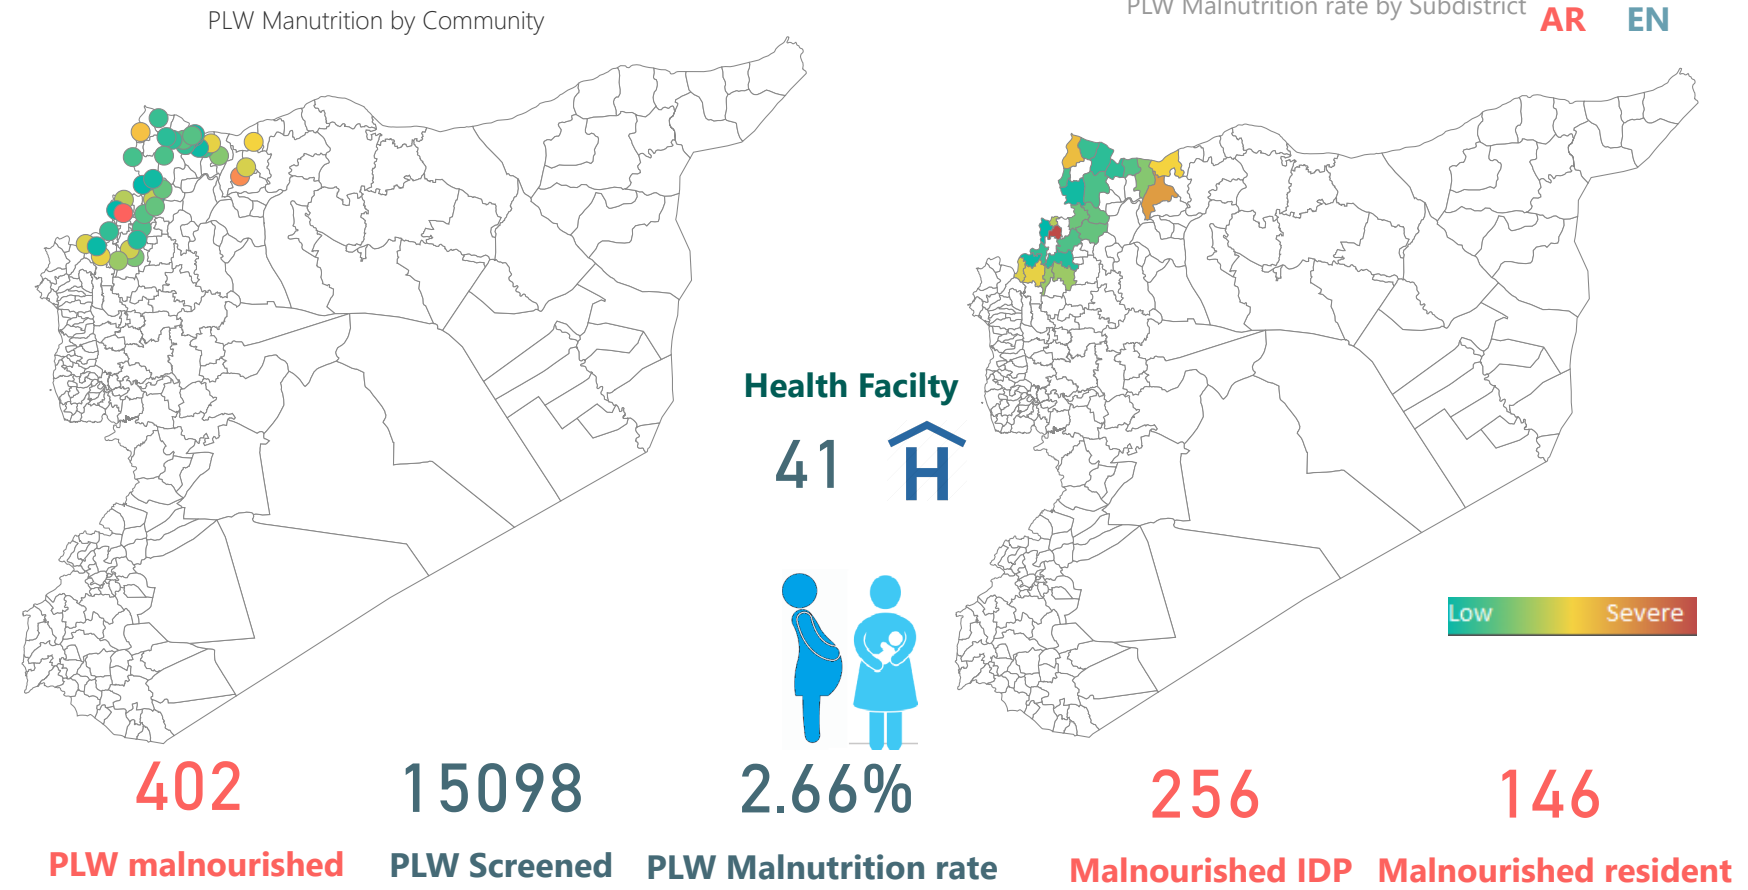 PLW Manutrition by Community
PLW Malnutrition rate by Subdistrict
AR EN
Health Facilty
41
H
Low Severe
402
15098
2.66%
256
146
PLW malnourished
PLW Screened
PLW Malnutrition rate
Malnourished IDP
Malnourished resident